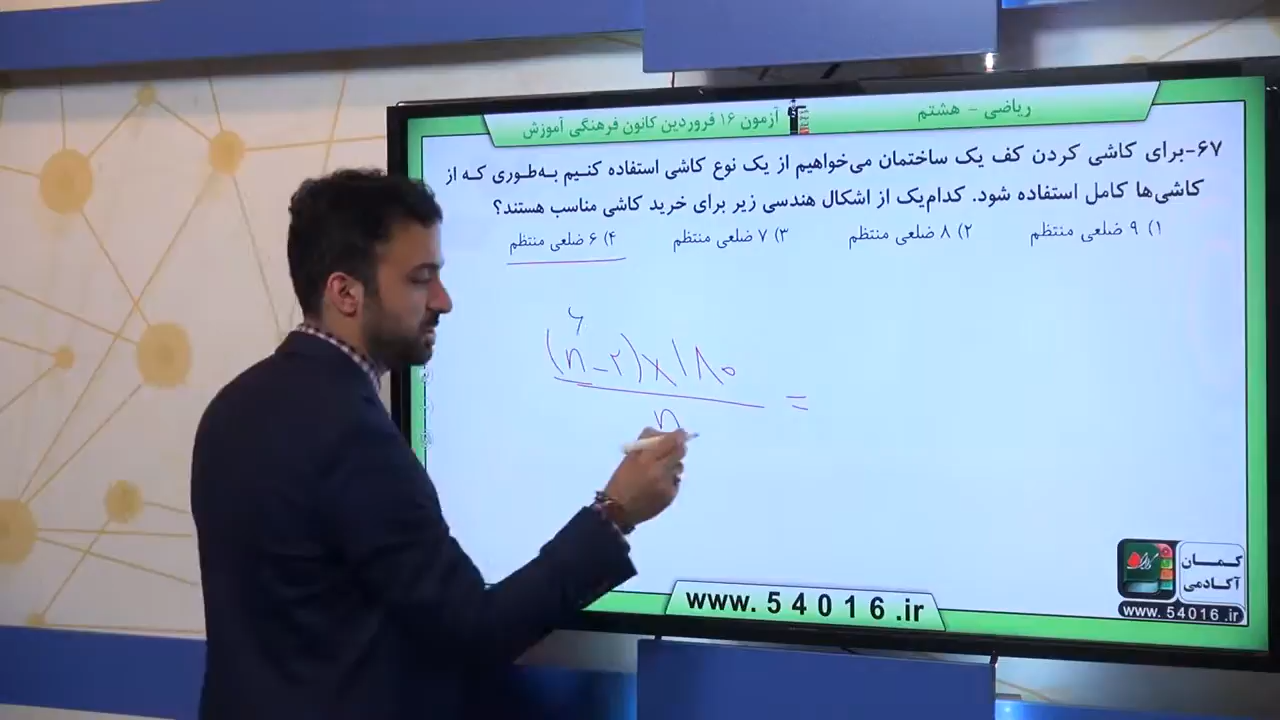 ریاضی - هشتم
آزمون ۱۶ فروردین کانون فرهنگی آموزش
۶۷-برای کاشی کردن کف یک ساختمان می‌خواهیم از یک نوع کاشی استفاده کنیم به‌طوری که از
کاشی‌ها کامل استفاده شود. کدام‌یک از اشکال هندسی زیر برای خرید کاشی مناسب هستند؟
۱) ۹ ضلعی منتظم
۲) ۸ ضلعی منتظم
۳) ۷ ضلعی منتظم
۴) ۶ ضلعی منتظم
۶
(n-۲)×۱۸۰
=
n
کمان
آکادمی
www.54016.ir
www.54016.ir